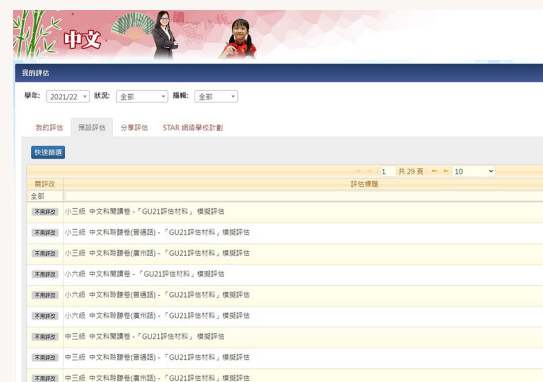 讀
中文
我的評估
學年: 2021/22 狀況: 全部 編輯: 全部
我的評估 預設評估 分享評估 STAR 網絡學校計劃
快速篩選
1 共 29 頁 10
需評改 評估標題
全部
不用評改 小三級 中文科閱讀卷 -「GU21評估材料」模擬評估
不用評改 小三級 中文科聆聽卷(普通話) -「GU21評估材料」模擬評估
不用評改 小三級 中文科聆聽卷(廣州話) -「GU21評估材料」模擬評估
不用評改 小六級 中文科閱讀卷 -「GU21評估材料」模擬評估
不用評改 小六級 中文科聆聽卷(普通話) -「GU21評估材料」模擬評估
不用評改 小六級 中文科聆聽卷(廣州話) -「GU21評估材料」模擬評估
不用評改 中三級 中文科閱讀卷 -「GU21評估材料」 模擬評估
不用評改 中三級 中文科聆聽卷(普通話) -「GU21評估材料」模擬評估
不用評改 中三級 中文科聆聽卷(廣州話) -「GU21評估材料」模擬評估